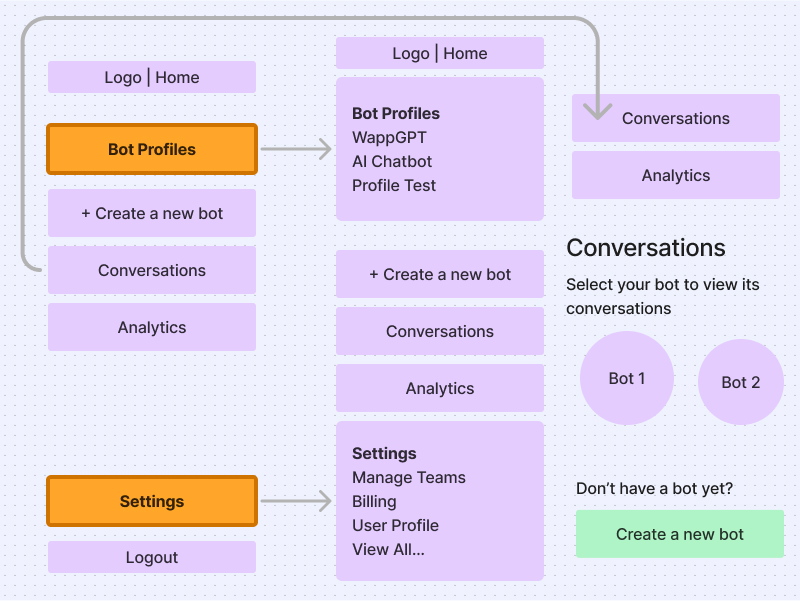 Logo | Home
Bot Profiles
+ Create a new bot
Conversations
Analytics
Settings
Logout
Logo | Home
Bot Profiles
WappGPT
AI Chatbot
Profile Test
+ Create a new bot
Conversations
Analytics
Settings
Manage Teams
Billing
User Profile
View All...
Conversations
Analytics
Conversations
Select your bot to view its
conversations
Bot 1
Bot 2
Don’t have a bot yet?
Create a new bot